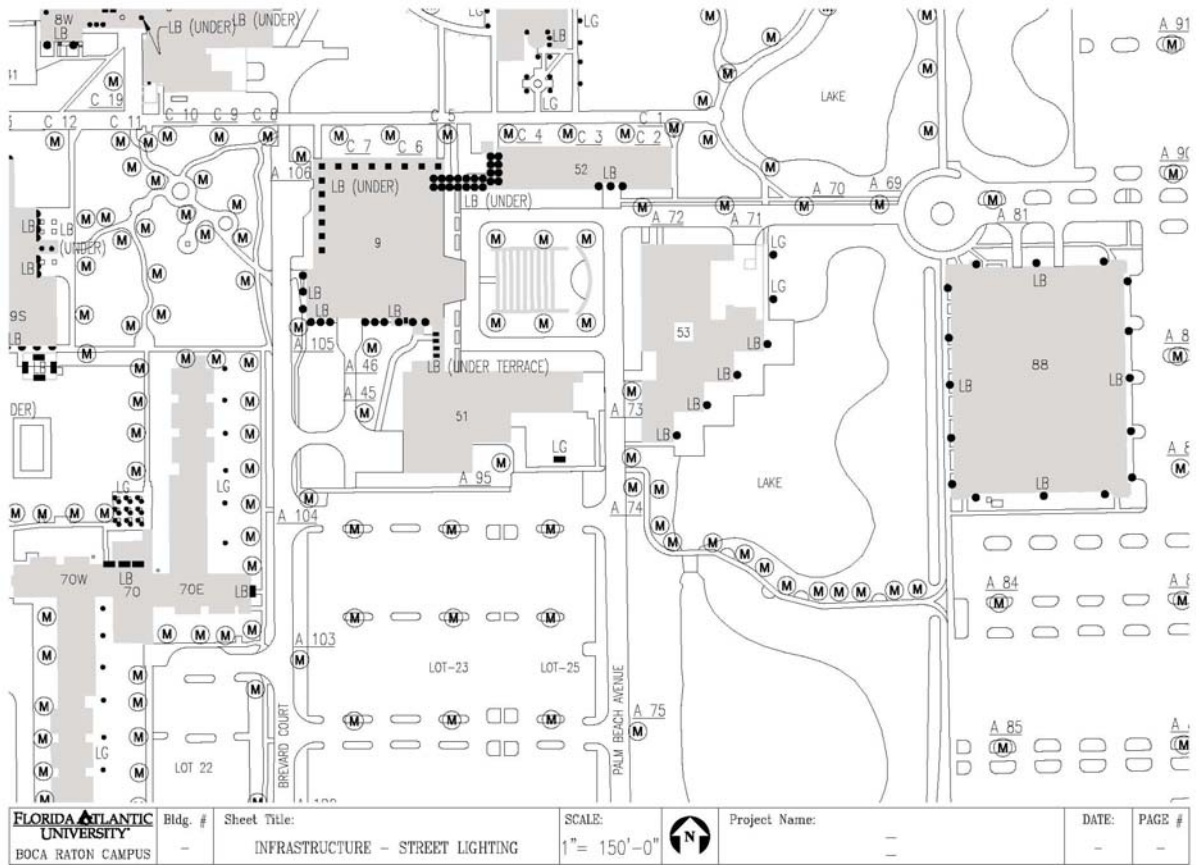 8W
LB
LB (UNDER)
LB (UNDER)
LG
LB
LG
A 91
41
C 19
LAKE
C 12
C 11
C 10
C 9
C 8
C 7
C 6
C 5
C 4
C 3
C 2
C 1
A 90
A 106
LB (UNDER)
LB (UNDER)
52
LB
A 72
A 71
A 70
A 69
A 81
LB
LB
(UNDER)
LB
9
LG
LG
LB
LB
LB
9S
LB
A 105
A 46
A 45
LB (UNDER TERRACE)
53
LB
LB
LB
LB
LB
LB
88
LB
LB
A 8
DER)
51
A 73
LG
A 95
A 74
LAKE
A 8
LG
LG
A 104
70W
LB
70
70E
LB
A 84
A 8
A 103
LOT-23
LOT-25
PALM BEACH AVENUE
A 75
A 85
BREVARD COURT
LG
LOT 22
FLORIDA ATLANTIC
UNIVERSITY
BOCA RATON CAMPUS
Bldg. #
-
Sheet Title:
INFRASTRUCTURE - STREET LIGHTING
SCALE:
1"= 150'-0"
N
Project Name:
DATE:
-
PAGE #
-